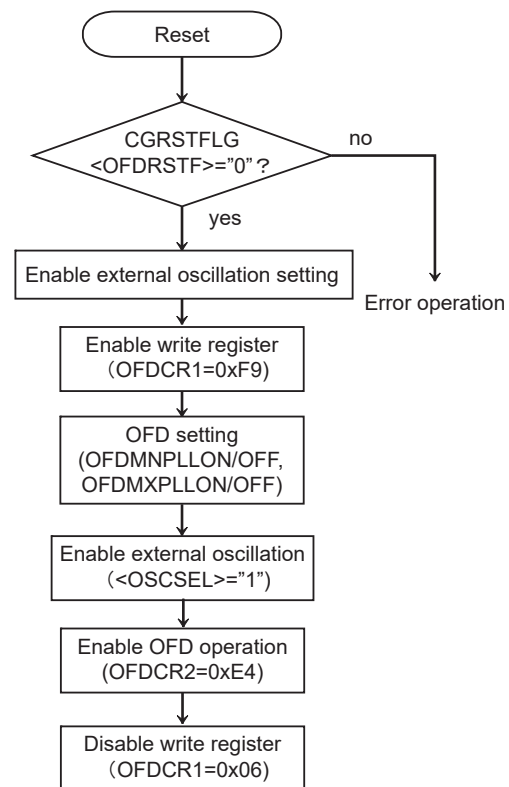 Reset
CGRSTFLG
<OFDRSTF>=”0”？
no
yes
Enable external oscillation setting
Error operation
Enable write register
（OFDCR1=0xF9)
OFD setting
(OFDMNPLLON/OFF,
OFDMXPLLON/OFF)
Enable external oscillation
（<OSCSEL>=”1”)
Enable OFD operation
(OFDCR2=0xE4)
Disable write register
（OFDCR1=0x06)